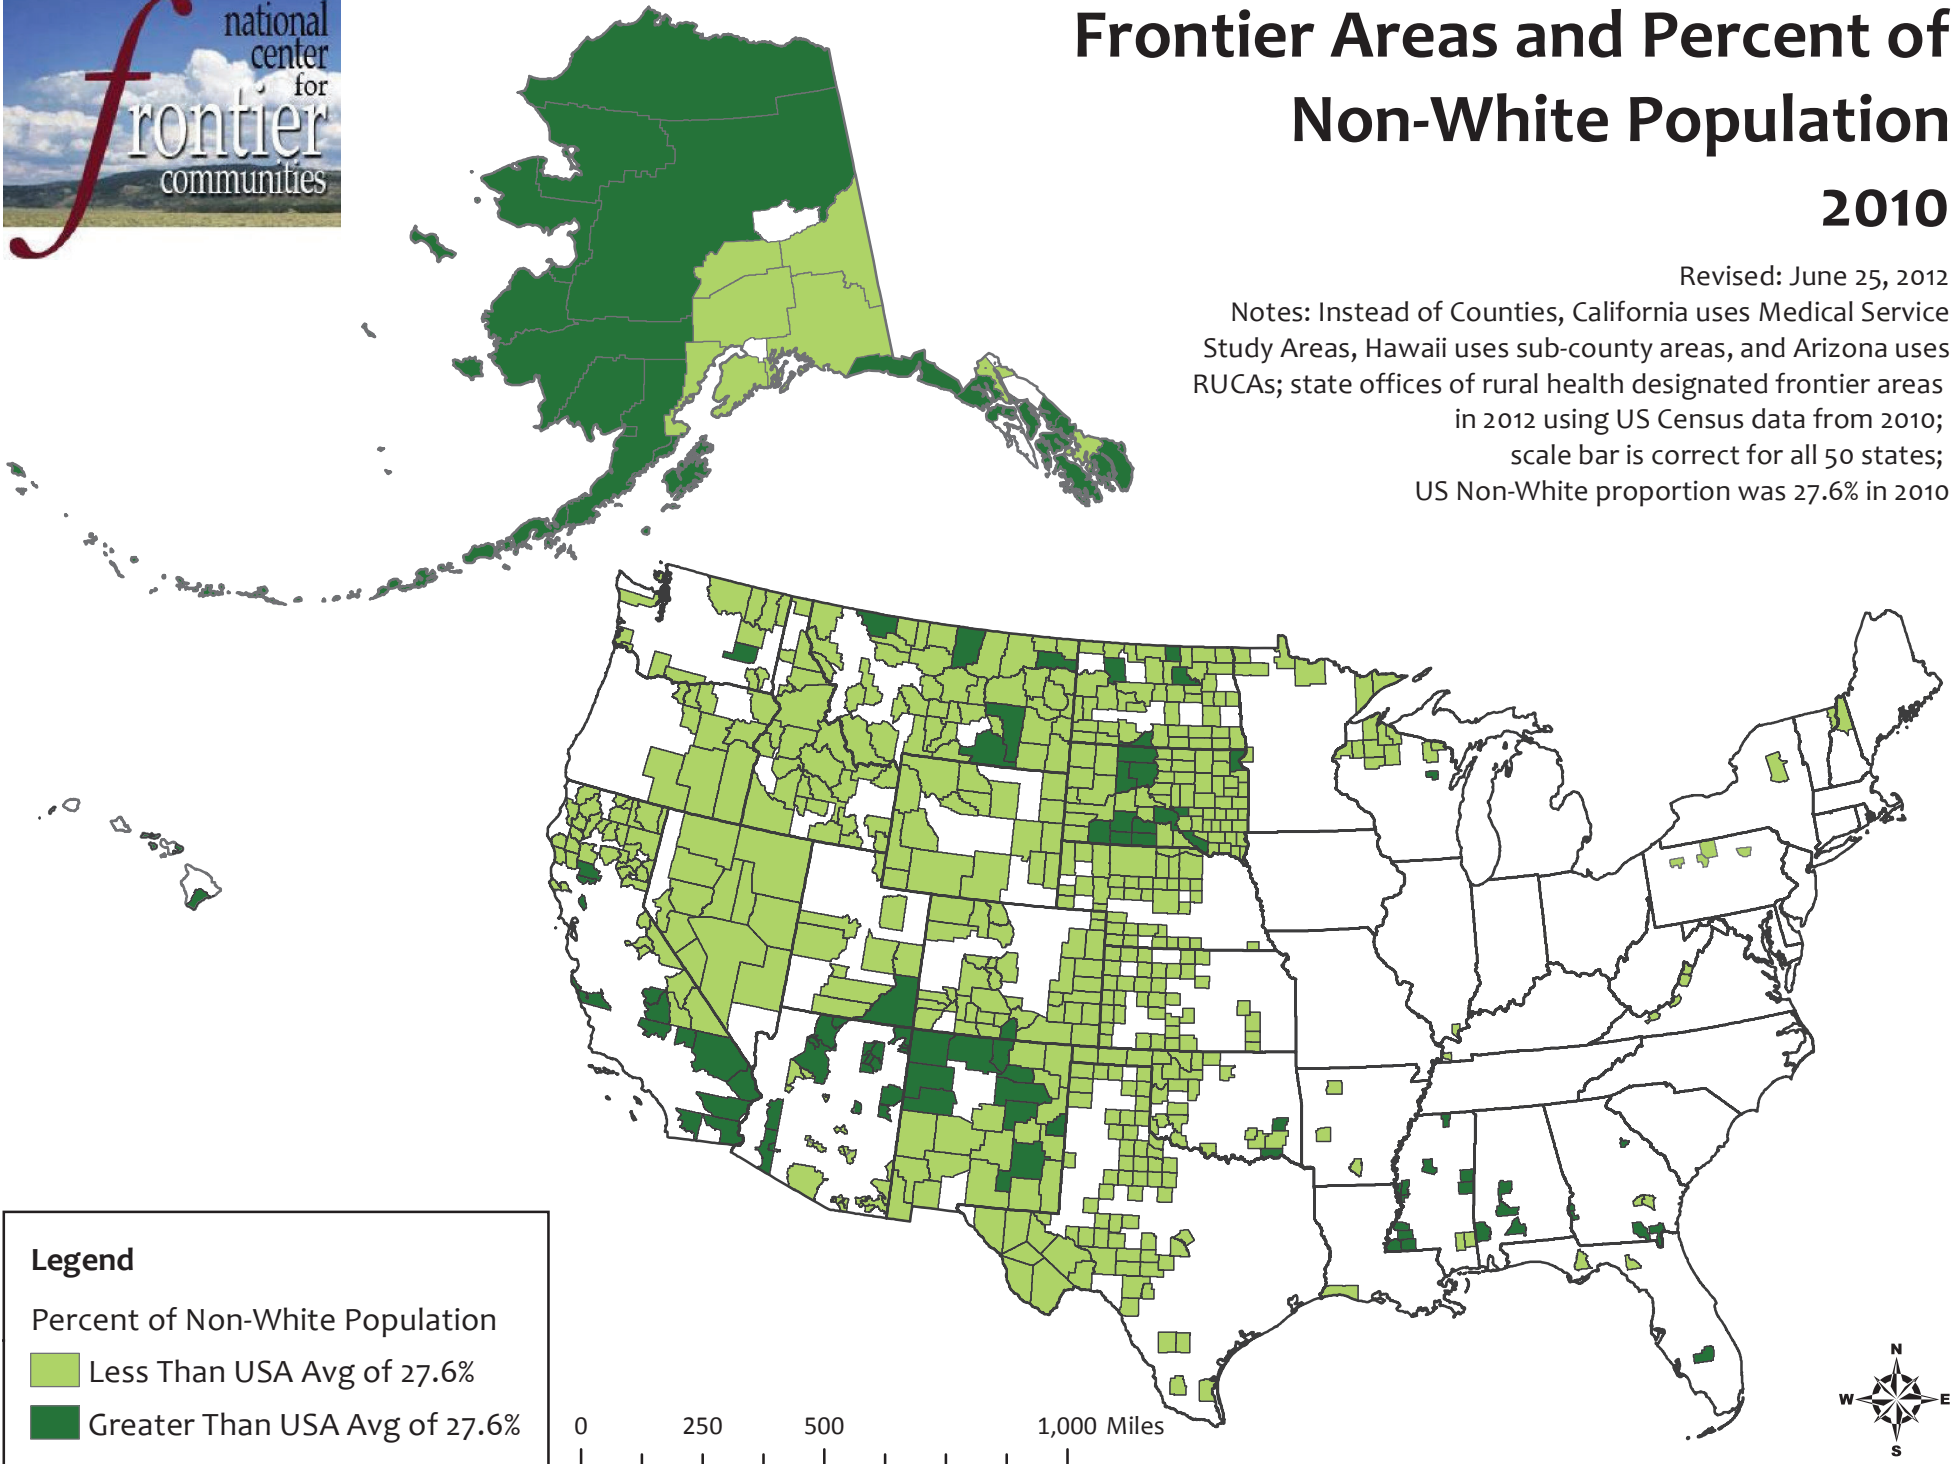 national
center
for
frontier
communities
Frontier Areas and Percent of
Non-White Population
2010
Revised: June 25, 2012
Notes: Instead of Counties, California uses Medical Service
Study Areas, Hawaii uses sub-county areas, and Arizona uses
RUCAs; state offices of rural health designated frontier areas
in 2012 using US Census data from 2010;
scale bar is correct for all 50 states;
US Non-White proportion was 27.6% in 2010
Legend
Percent of Non-White Population
Less Than USA Avg of 27.6%
Greater Than USA Avg of 27.6%
0 250 500 1,000 Miles
N
W E
S